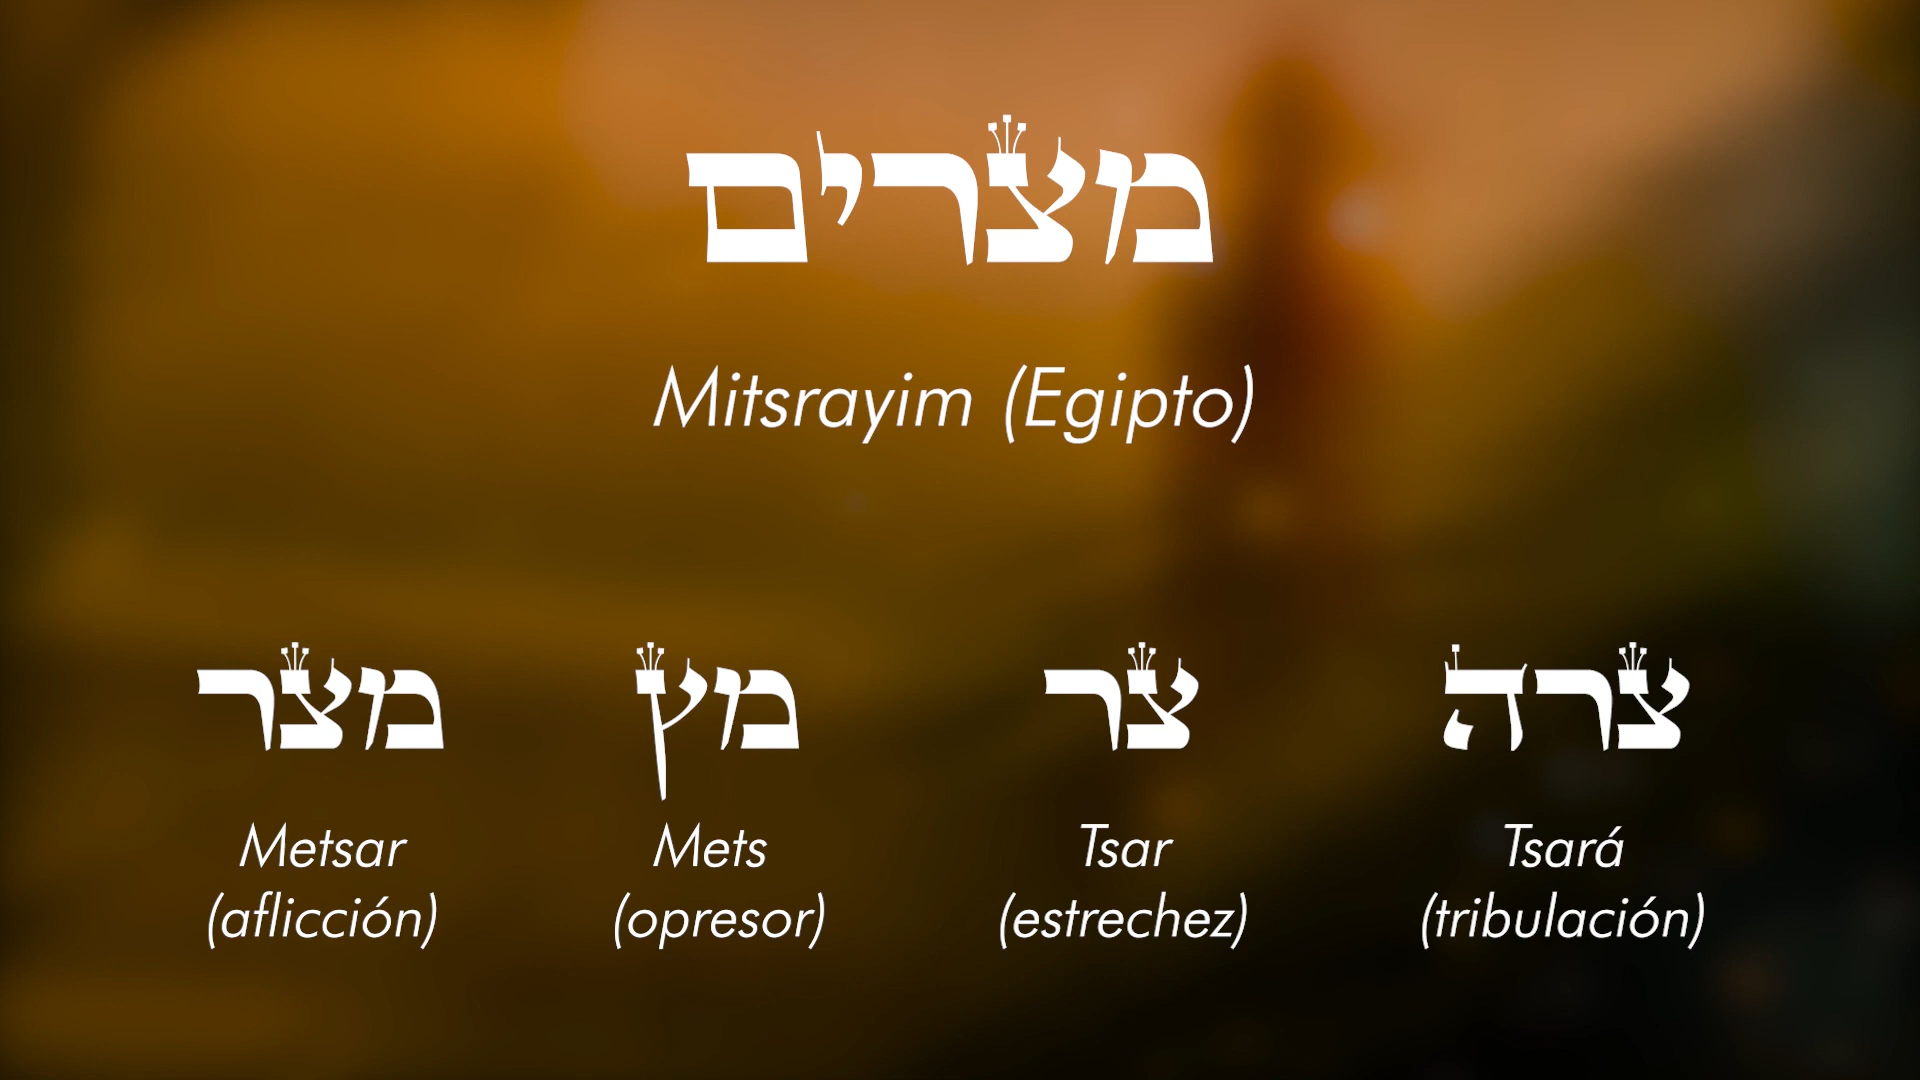 מצרים
Mitsrayim (Egipto)
מצר
Metsar
(aflicción)
מץ
Mets
(opresor)
צר
Tsar
(estrechez)
צרה
Tsará
(tribulación)